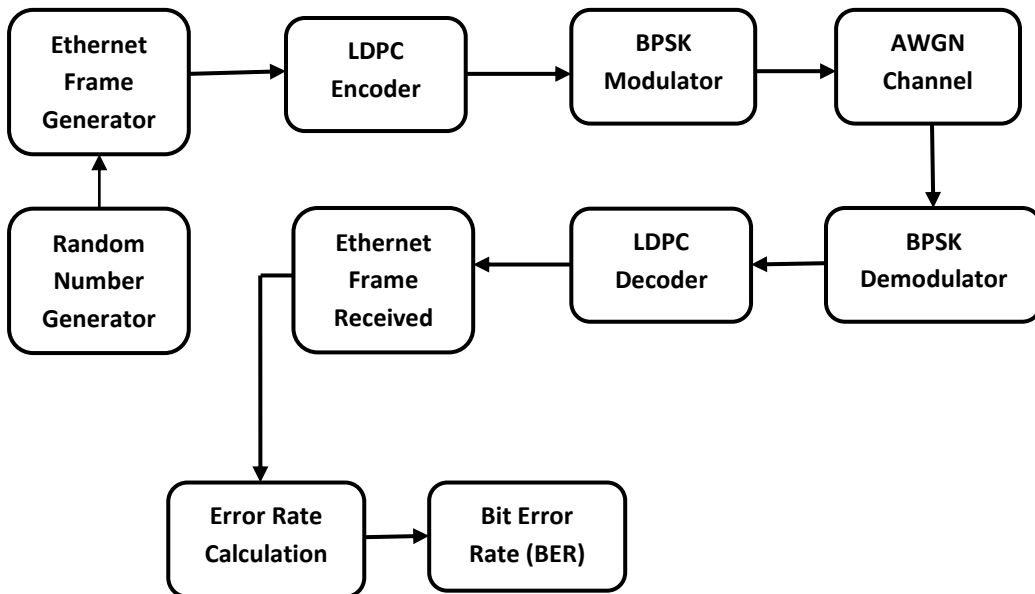 Ethernet
Frame
Generator
LDPC
Encoder
BPSK
Modulator
AWGN
Channel
Random
Number
Generator
Ethernet
Frame
Received
LDPC
Decoder
BPSK
Demodulator
Error Rate
Calculation
Bit Error
Rate (BER)